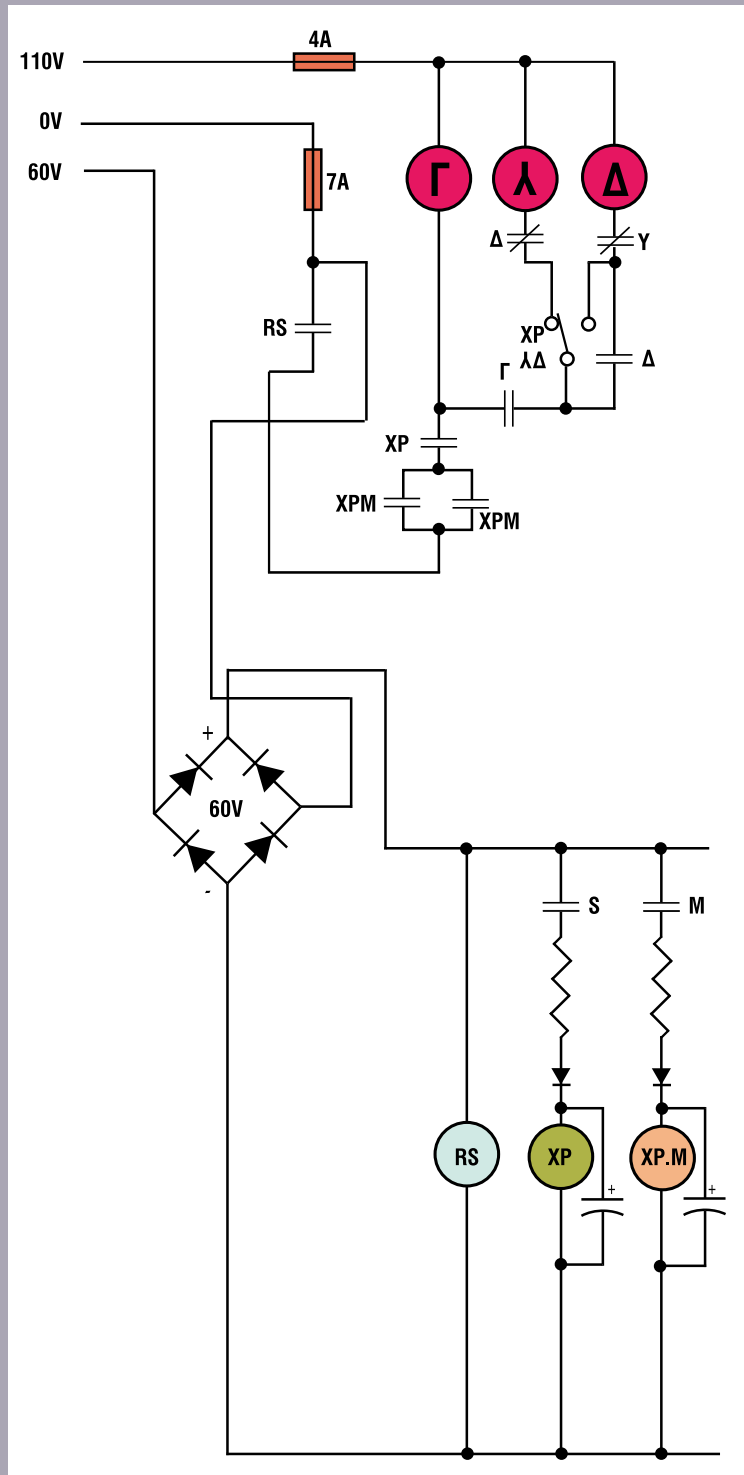 4A
110V
0V
60V
7A
Γ
⅄
Δ
Δ
Y
RS
XP
⅄Δ
Δ
Γ
XP
XPM
XPM
+
60V
-
S
M
RS
XP
XP.M
+
+